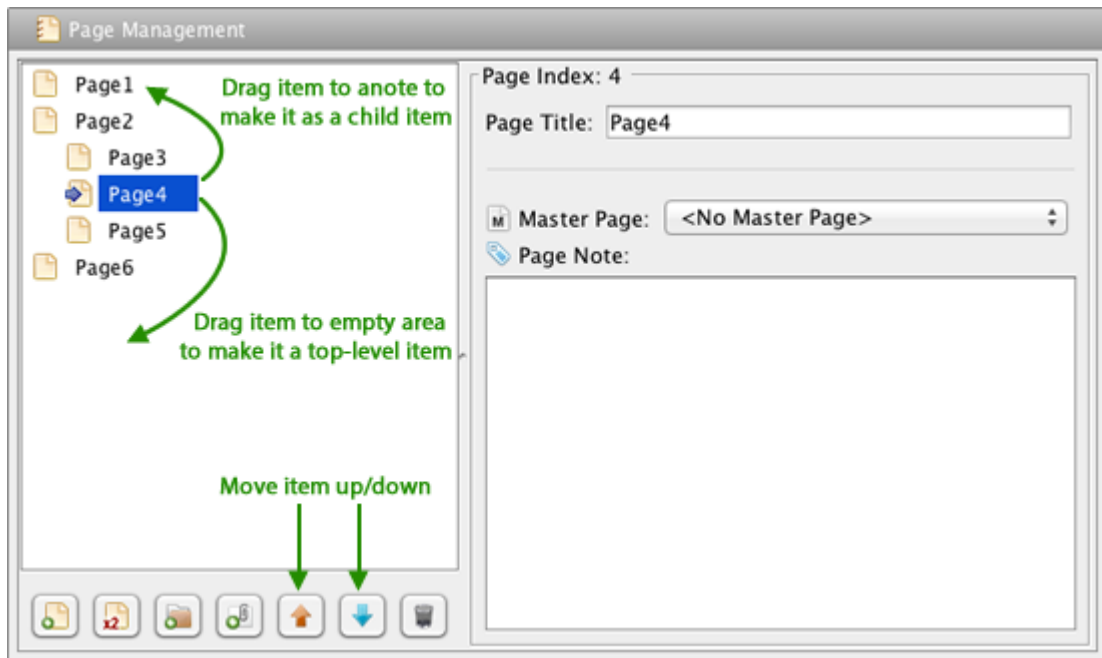 Page Management
Page1
Page2
Page3
Page4
Page5
Page6
Drag item to anote to
make it as a child item
Drag item to empty area
to make it a top-level item
Move item up/down
x2
Page Index: 4
Page Title: Page4
M Master Page: <No Master Page>
Page Note: